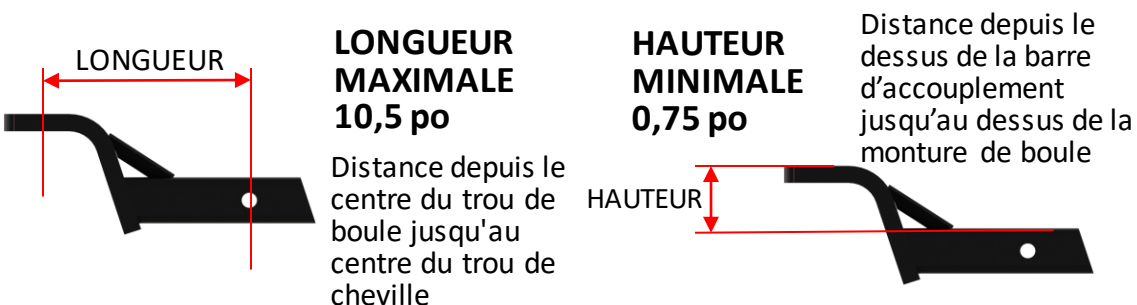 LONGUEUR
LONGUEUR
MAXIMALE
10,5 po
Distance depuis le
centre du trou de
boule jusqu'au
centre du trou de
cheville
HAUTEUR
MINIMALE
0,75 po
Distance depuis le
dessus de la barre
d’accouplement
jusqu’au dessus de la
monture de boule
HAUTEUR